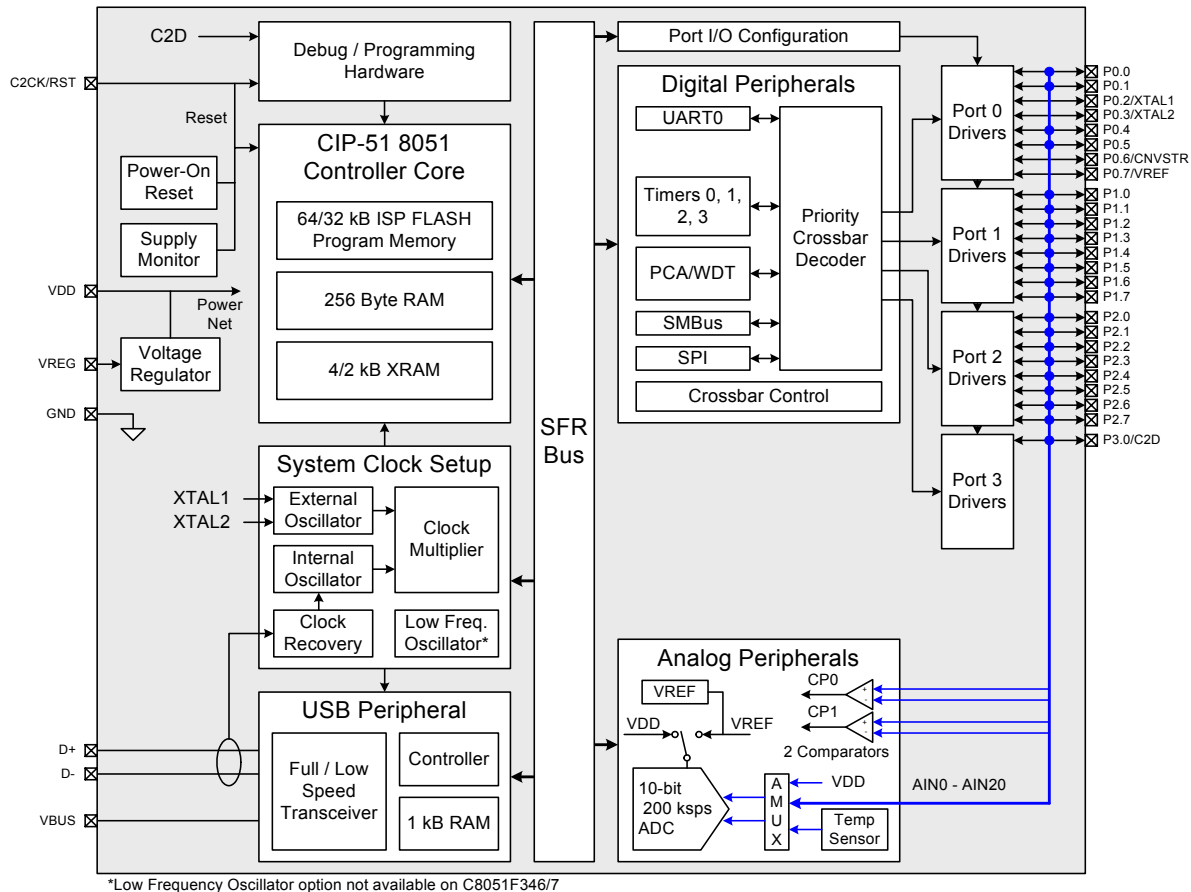 C2D
C2CK/RST
Reset
Power-On
Reset
Supply
Monitor
VDD
Power
Net
VREG
Voltage
Regulator
GND
Debug / Programming
Hardware
CIP-51 8051
Controller Core
64/32 kB ISP FLASH
Program Memory
256 Byte RAM
4/2 kB XRAM
System Clock Setup
XTAL1
XTAL2
External
Oscillator
Internal
Oscillator
Clock
Multiplier
Clock
Recovery
Low Freq.
Oscillator*
USB Peripheral
D+
D-
VBUS
Full / Low
Speed
Transceiver
Controller
1 kB RAM
SFR
Bus
Port I/O Configuration
Digital Peripherals
UART0
Timers 0, 1,
2, 3
PCA/WDT
SMBus
SPI
Priority
Crossbar
Decoder
Crossbar Control
Port 0
Drivers
Port 1
Drivers
Port 2
Drivers
Port 3
Drivers
P0.0
P0.1
P0.2/XTAL1
P0.3/XTAL2
P0.4
P0.5
P0.6/CNVSTR
P0.7/VREF
P1.0
P1.1
P1.2
P1.3
P1.4
P1.5
P1.6
P1.7
P2.0
P2.1
P2.2
P2.3
P2.4
P2.5
P2.6
P2.7
P3.0/C2D
Analog Peripherals
VREF
VDD
VREF
CP0
+
-
CP1
+
-
2 Comparators
10-bit
200 ksps
ADC
A
M
U
X
VDD
AIN0 - AIN20
Temp
Sensor
*Low Frequency Oscillator option not available on C8051F346/7